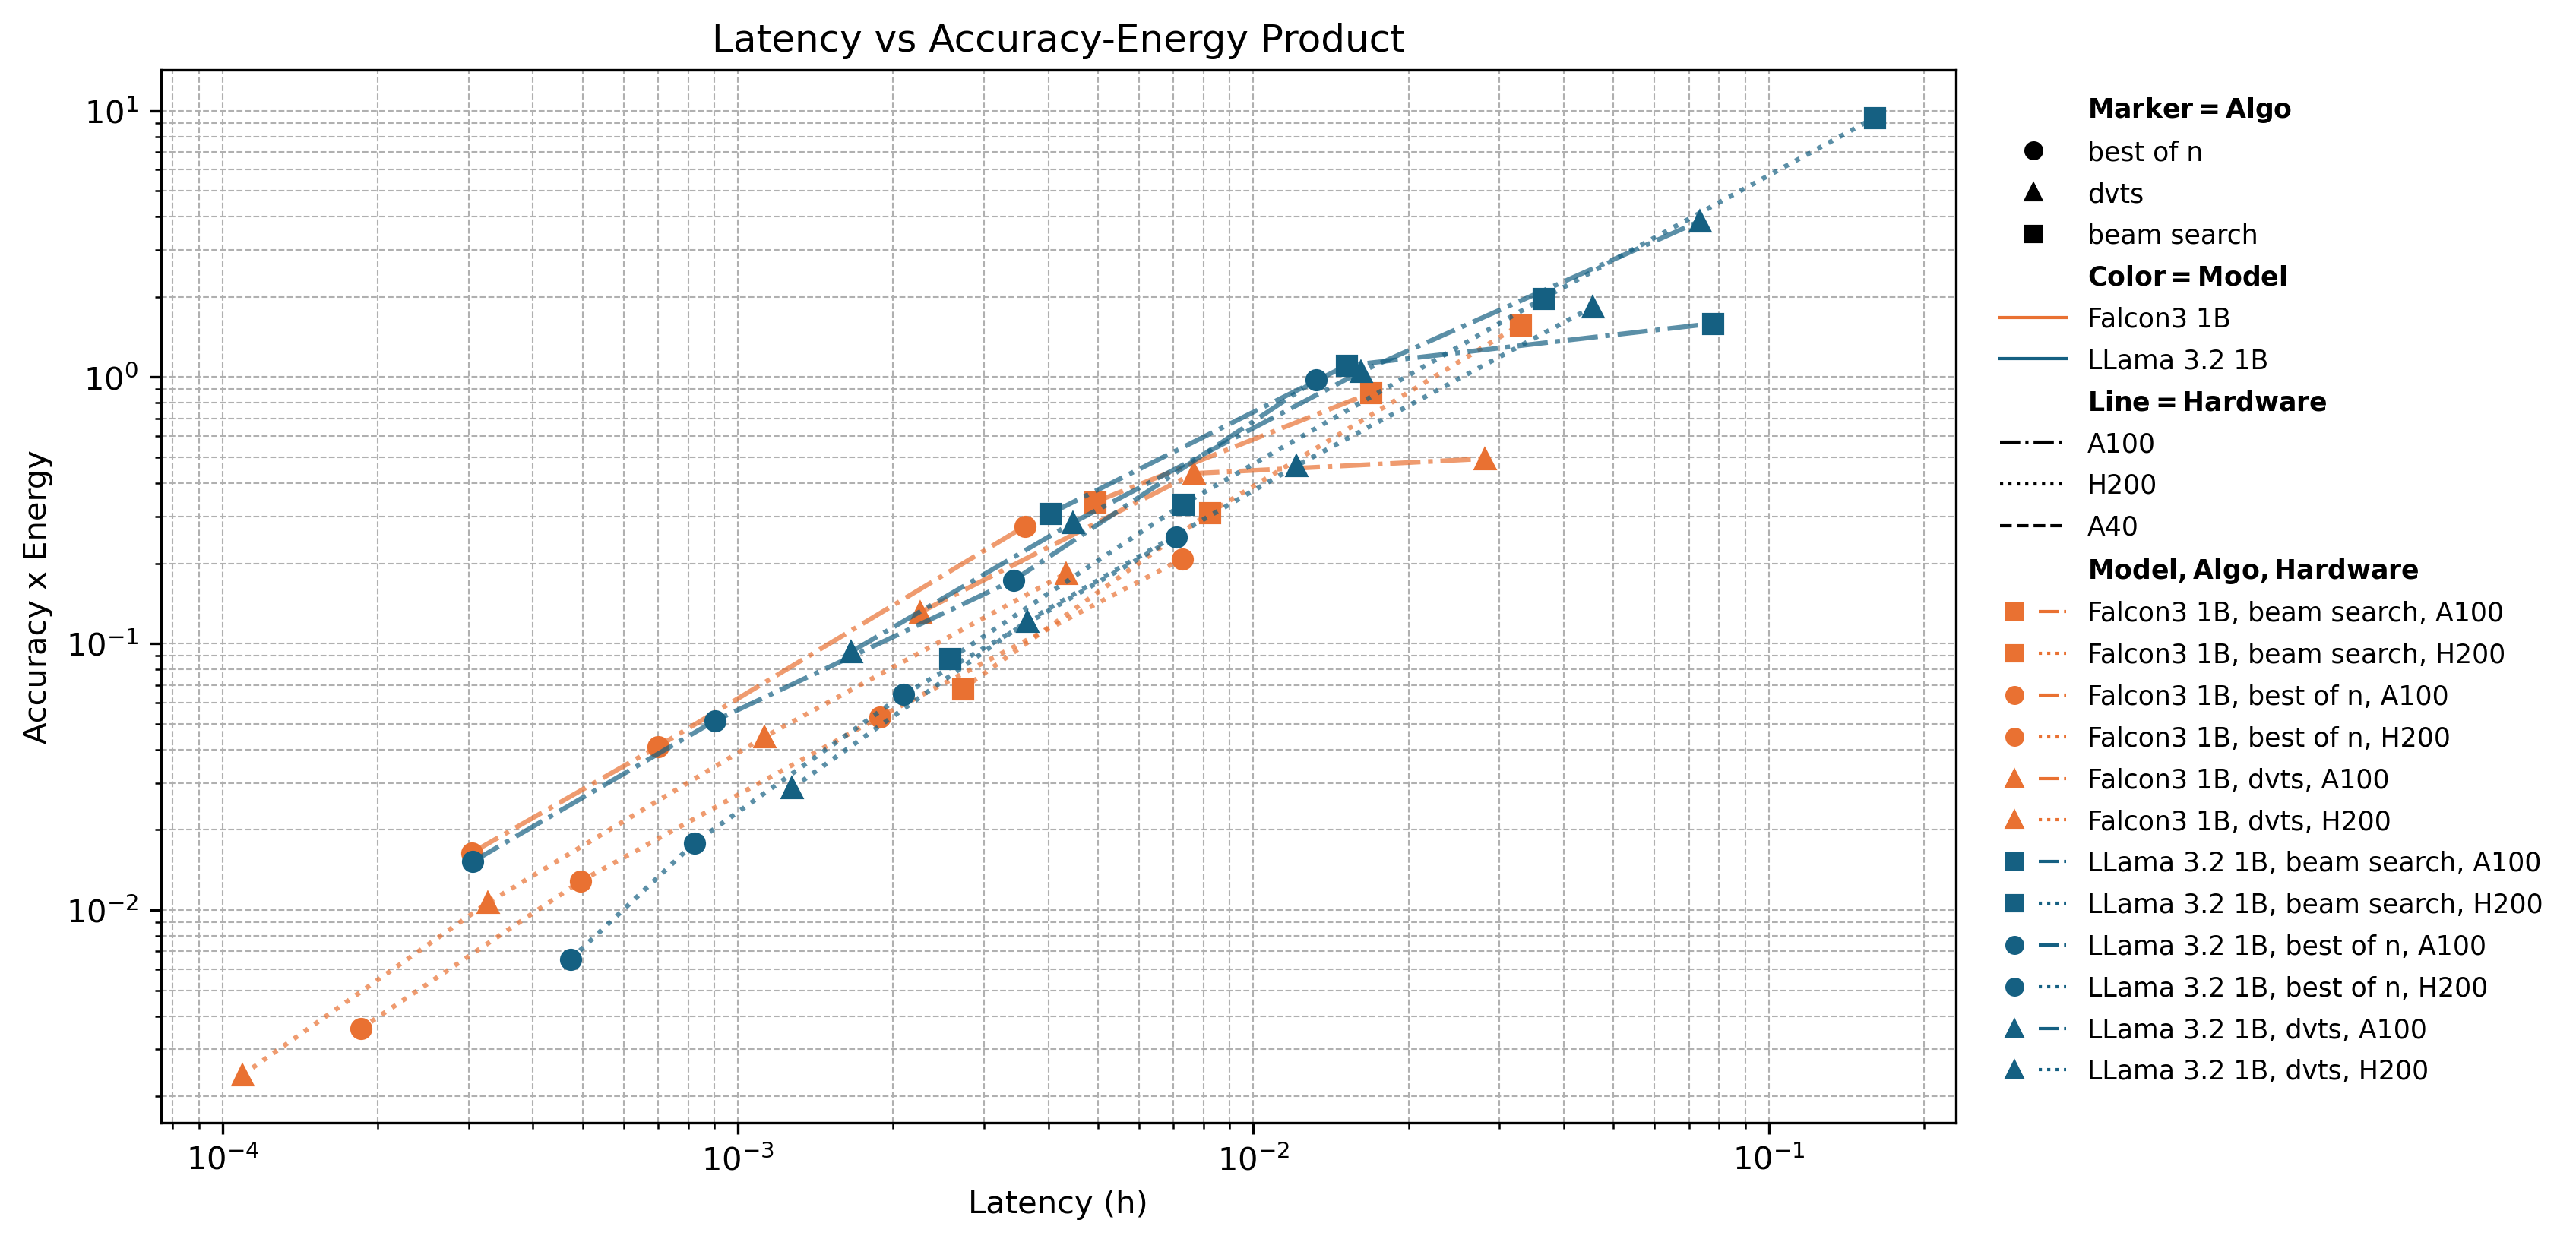 Latency vs Accuracy-Energy Product
Accuracy x Energy
10¹
10⁰
10⁻¹
10⁻²
10⁻⁴
10⁻³
10⁻²
10⁻¹
Latency (h)
Marker = Algo
best of n
dvts
beam search
Color = Model
Falcon3 1B
LLama 3.2 1B
Line = Hardware
A100
H200
A40
Model, Algo, Hardware
Falcon3 1B, beam search, A100
Falcon3 1B, beam search, H200
Falcon3 1B, best of n, A100
Falcon3 1B, best of n, H200
Falcon3 1B, dvts, A100
Falcon3 1B, dvts, H200
LLama 3.2 1B, beam search, A100
LLama 3.2 1B, beam search, H200
LLama 3.2 1B, best of n, A100
LLama 3.2 1B, best of n, H200
LLama 3.2 1B, dvts, A100
LLama 3.2 1B, dvts, H200